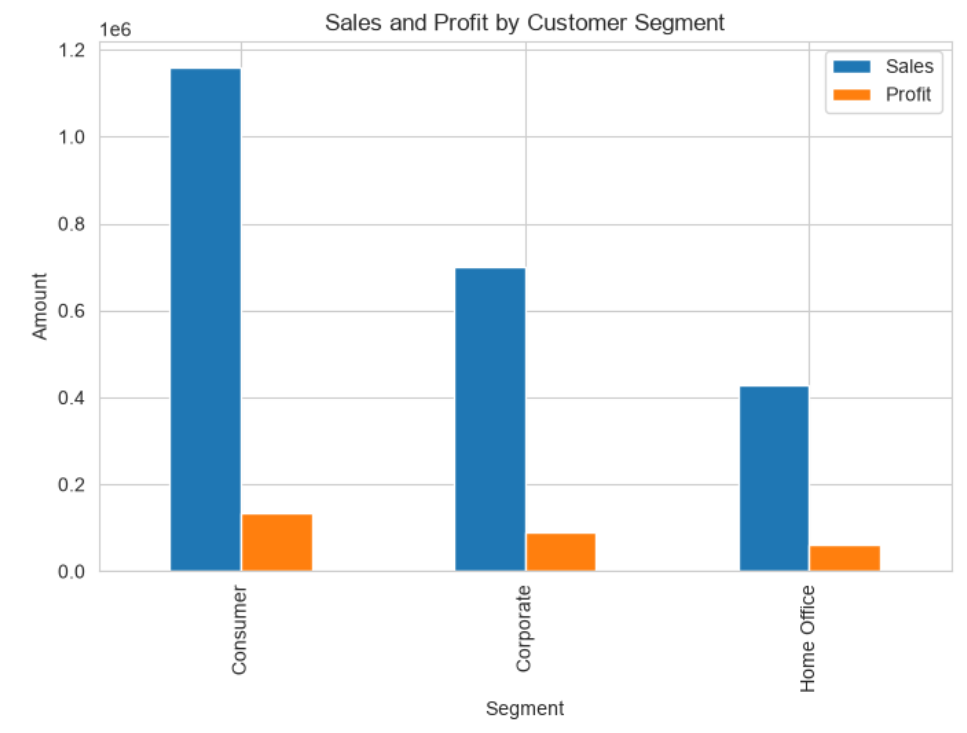 Sales and Profit by Customer Segment
1e6
1.2
1.0
0.8
0.6
0.4
0.2
0.0
Amount
Sales
Profit
Consumer
Corporate
Home Office
Segment